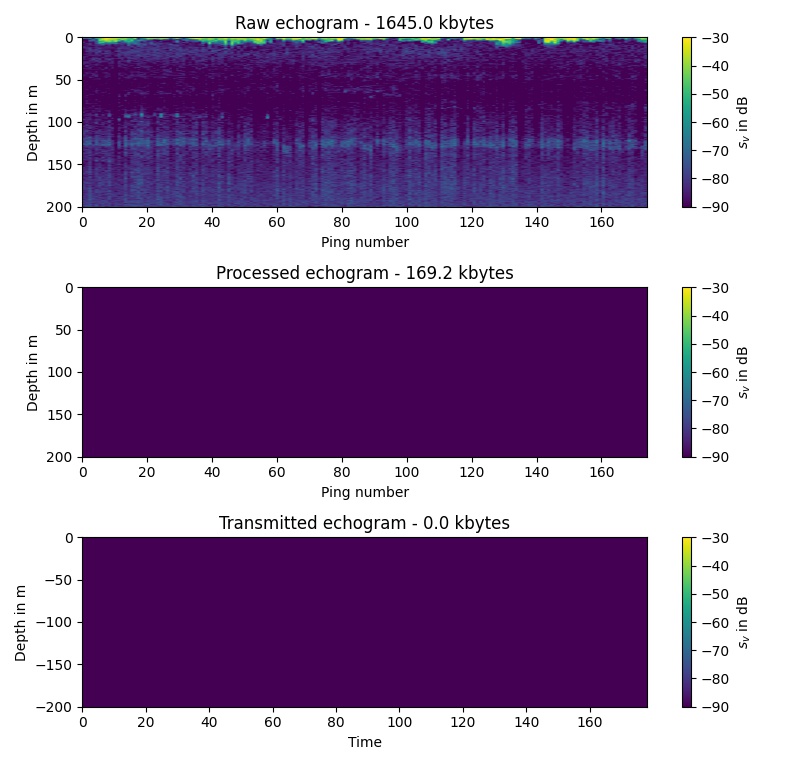 Raw echogram - 1645.0 kbytes
0
50
100
150
200
Depth in m
0 20 40 60 80 100 120 140 160
Ping number
−30
−40
−50
−60
−70
−80
−90
sv in dB
Processed echogram - 169.2 kbytes
0
50
100
150
200
Depth in m
0 20 40 60 80 100 120 140 160
Ping number
−30
−40
−50
−60
−70
−80
−90
sv in dB
Transmitted echogram - 0.0 kbytes
0
−50
−100
−150
−200
Depth in m
0 20 40 60 80 100 120 140 160
Time
−30
−40
−50
−60
−70
−80
−90
sv in dB